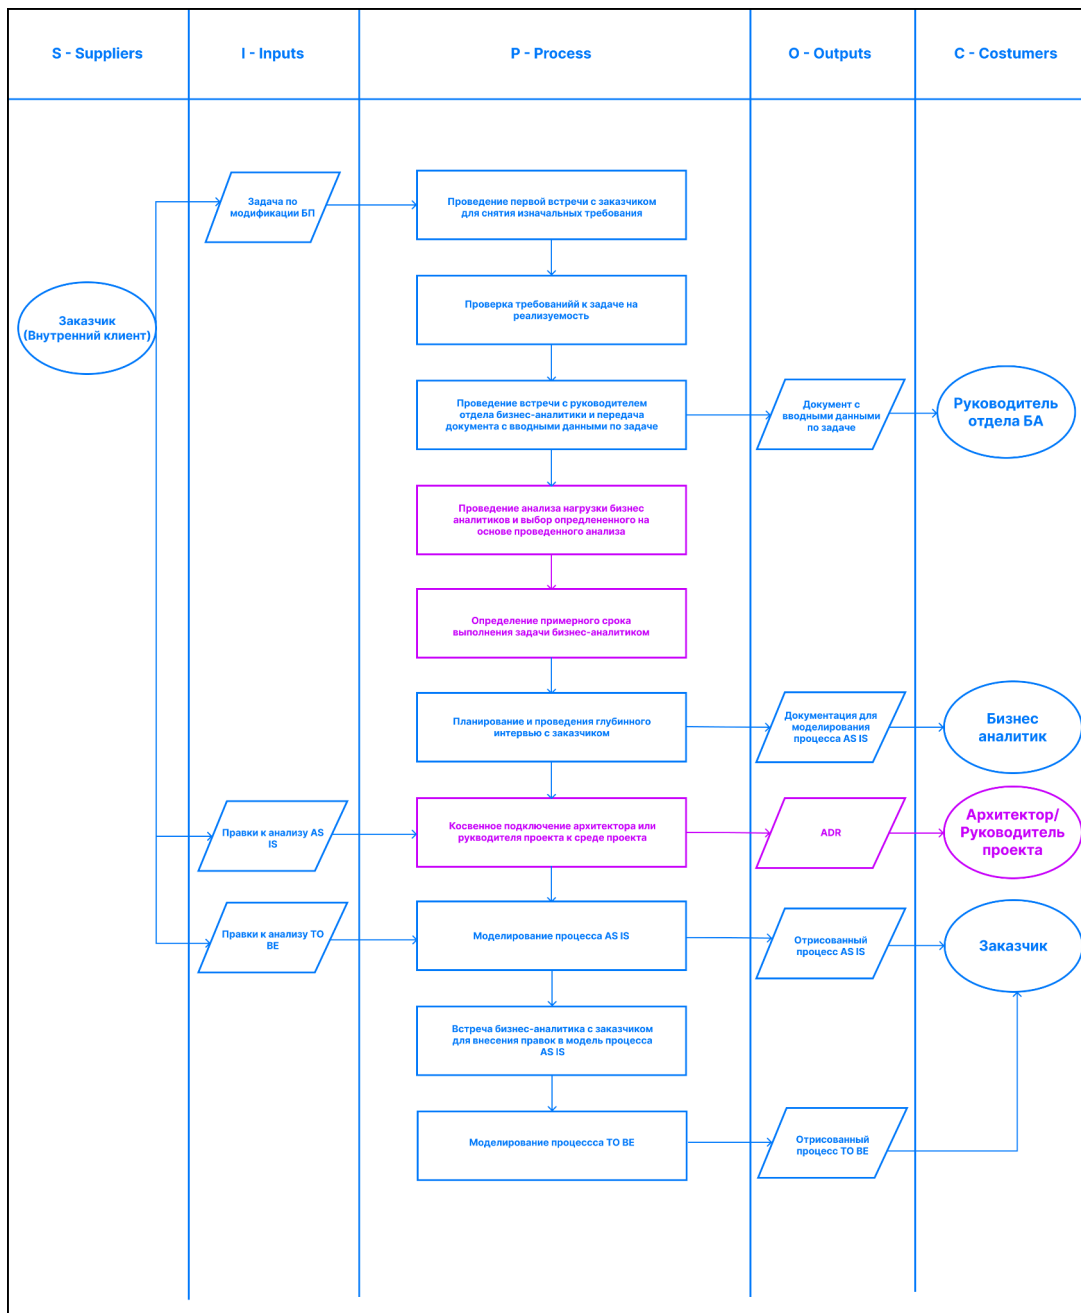 S - Suppliers
I - Inputs
P - Process
O - Outputs
C - Costumers
Задача по
модификации БП
Проведение первой встречи с заказчиком
для снятия изначальных требования
Заказчик
(Внутренний клиент)
Проверка требованийй к задаче на
реализуемость
Проведение встречи с руководителем
отдела бизнес-аналитики и передача
документа с вводными данными по задаче
Документ с
вводными данными
по задаче
Руководитель
отдела БА
Проведение анализа нагрузки бизнес
аналитиков и выбор опредлененного на
основе проведенного анализа
Определение примерного срока
выполнения задачи бизнес-аналитиком
Планирование и проведения глубинного
интервью с заказчиком
Документация для
моделирования
процесса AS IS
Бизнес
аналитик
Правки к анализу AS
IS
Косвенное подключение архитектора или
рукводителя проекта к среде проекта
ADR
Архитектор/
Руководитель
проекта
Правки к анализу TO
BE
Моделирование процесса AS IS
Отрисованный
процесс AS IS
Заказчик
Встреча бизнес-аналитика с заказчиком
для внесения правок в модель процесса
AS IS
Моделирование процессса TO BE
Отрисованный
процесс TO BE